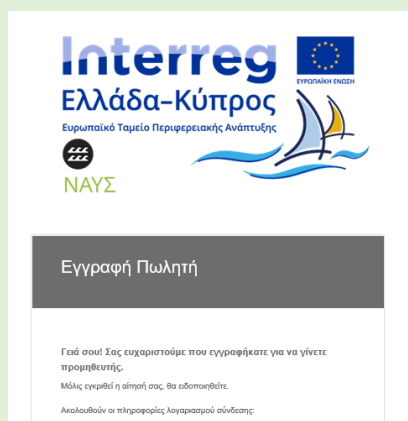 Interreg
ΕΥΡΩΠΑΪΚΗ ΕΝΩΣΗ
Ελλάδα-Κύπρος
Ευρωπαϊκό Ταμείο Περιφερειακής Ανάπτυξης
ΝΑΥΣ
Εγγραφή Πωλητή
Γειά σου! Σας ευχαριστούμε που εγγραφήκατε για να γίνετε
προμηθευτής.
Μόλις εγκριθεί η αίτησή σας, θα ειδοποιηθείτε.
Ακολουθούν οι πληροφορίες λογαριασμού σύνδεσης: